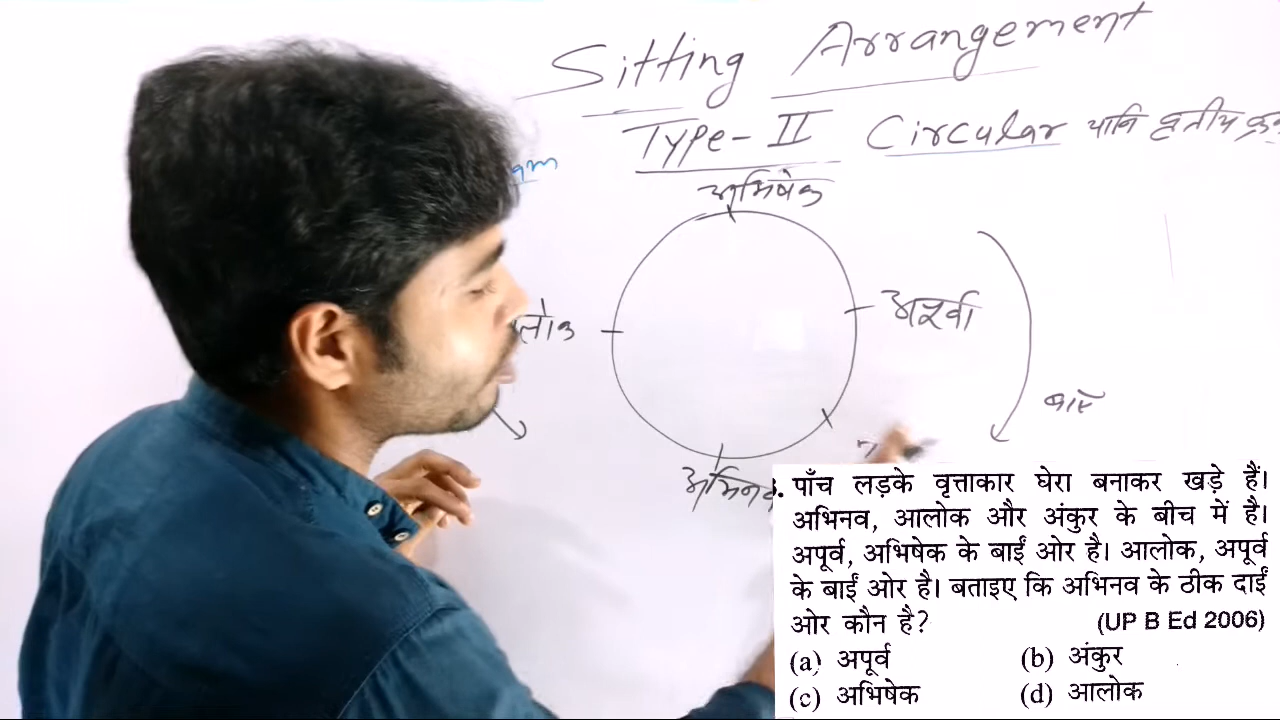 Sitting Arrangement
Type-II Circular यानि वृतीय
am
अभिषेक
अपूर्वा
लोक
बाएं
अभिनव
. पाँच लड़के वृत्ताकार घेरा बनाकर खड़े हैं।
अभिनव, आलोक और अंकुर के बीच में है।
अपूर्व, अभिषेक के बाईं ओर है। आलोक, अपूर्व
के बाईं ओर है। बताइए कि अभिनव के ठीक दाईं
ओर कौन है? (UP B Ed 2006)
(a) अपूर्व (b) अंकुर
(c) अभिषेक (d) आलोक